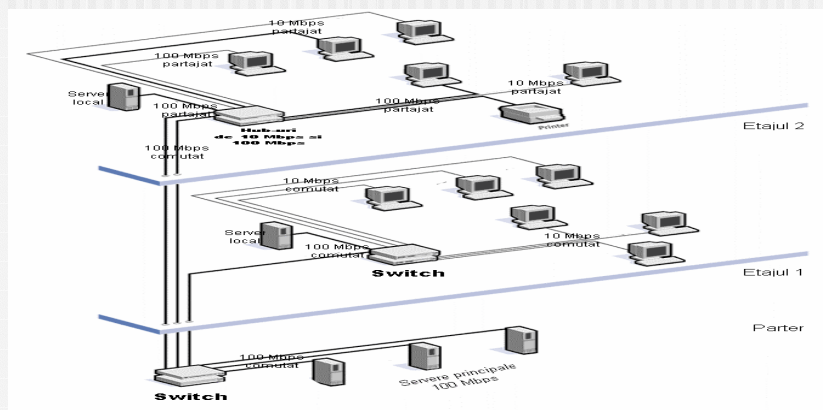 10 Mbps
partajat
100 Mbps
partajat
Server
local
100 Mbps
partajat
100 Mbps
partajat
10 Mbps
partajat
Printer
Hub-uri
de 10 Mbps si
100 Mbps
100 Mbps
comutat
Etajul 2
10 Mbps
comutat
Server
local
100 Mbps
comutat
10 Mbps
comutat
Switch
Etajul 1
Parter
100 Mbps
comutat
Servere principale
100 Mbps
Switch